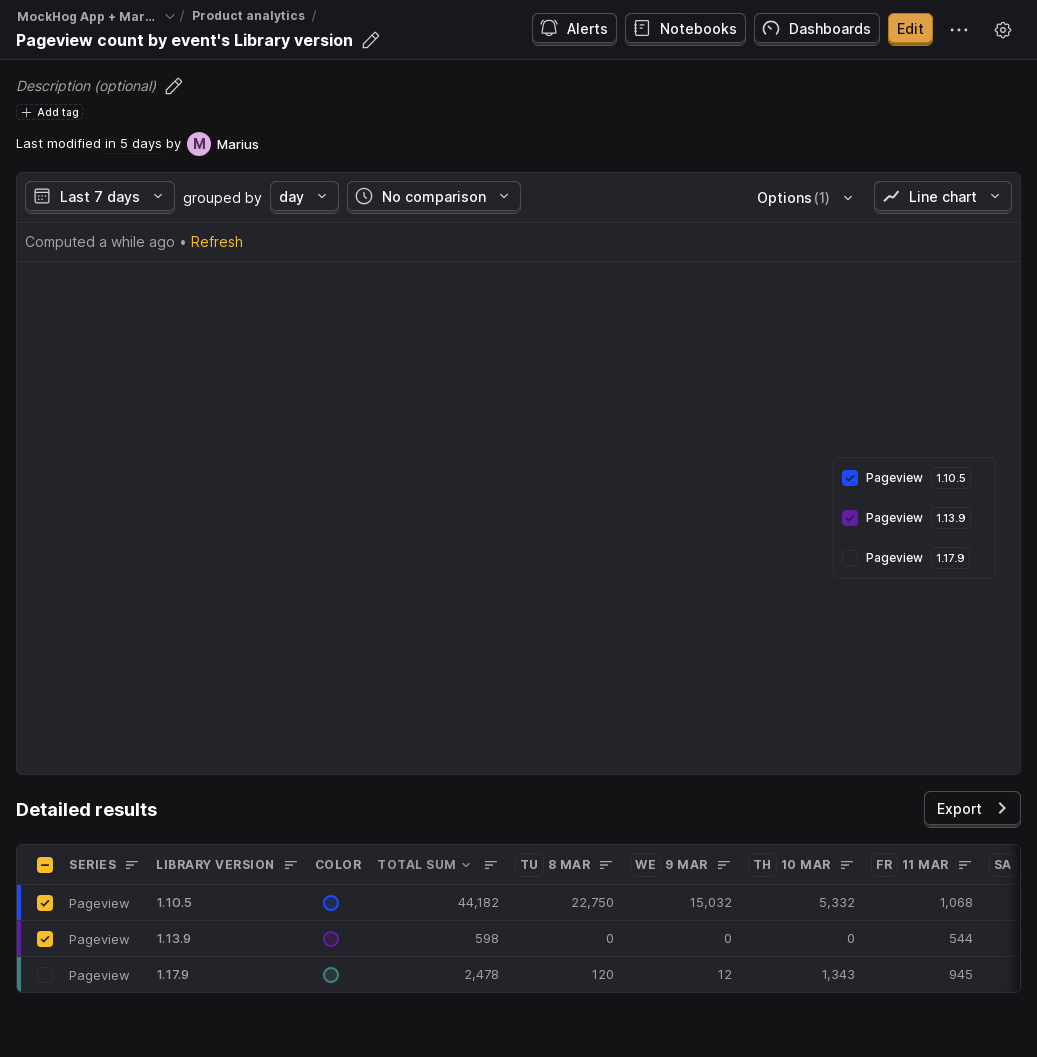 MockHog App + Mar... / Product analytics /
Pageview count by event's Library version
Alerts Notebooks Dashboards Edit
Description (optional)
Add tag
Last modified in 5 days by M Marius
Last 7 days grouped by day No comparison Options (1) Line chart
Computed a while ago • Refresh
Pageview 1.10.5
Pageview 1.13.9
Pageview 1.17.9
Detailed results Export
SERIES LIBRARY VERSION COLOR TOTAL SUM TU 8 MAR WE 9 MAR TH 10 MAR FR 11 MAR SA
Pageview 1.10.5 44,182 22,750 15,032 5,332 1,068
Pageview 1.13.9 598 0 0 0 544
Pageview 1.17.9 2,478 120 12 1,343 945